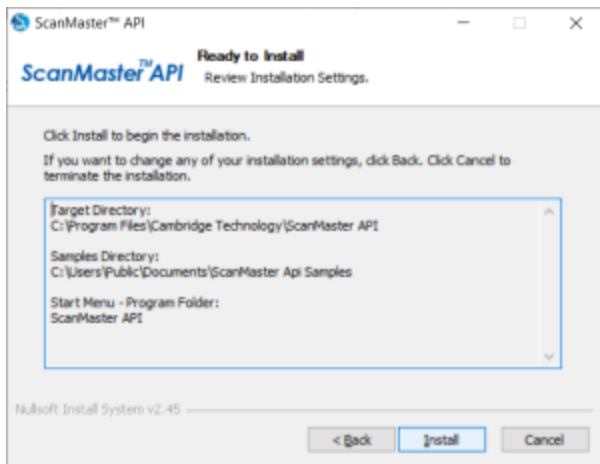 ScanMaster™ API
ScanMaster™API
Ready to Install
Review Installation Settings.
Click Install to begin the installation.
If you want to change any of your installation settings, click Back. Click Cancel to
terminate the installation.
Target Directory:
C:\Program Files\Cambridge Technology\ScanMaster API
Samples Directory:
C:\Users\Public\Documents\ScanMaster Api Samples
Start Menu - Program Folder:
ScanMaster API
Nullsoft Install System v2.45
< Back
Install
Cancel